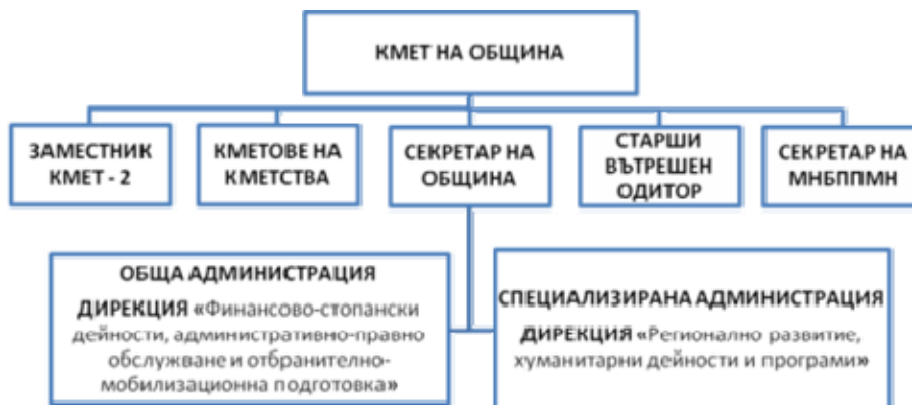 КМЕТ НА ОБЩИНА
ЗАМЕСТНИК
КМЕТ - 2
КМЕТОВЕ НА
КМЕТСТВА
СЕКРЕТАР НА
ОБЩИНА
СТАРШИ
ВЪТРЕШЕН
ОДИТОР
СЕКРЕТАР НА
МНБППМН
ОБЩА АДМИНИСТРАЦИЯ
ДИРЕКЦИЯ «Финансово-стопански
дейности, административно-правно
обслужване и отбранително-
мобилизационна подготовка»
СПЕЦИАЛИЗИРАНА АДМИНИСТРАЦИЯ
ДИРЕКЦИЯ «Регионално развитие,
хуманитарни дейности и програми»